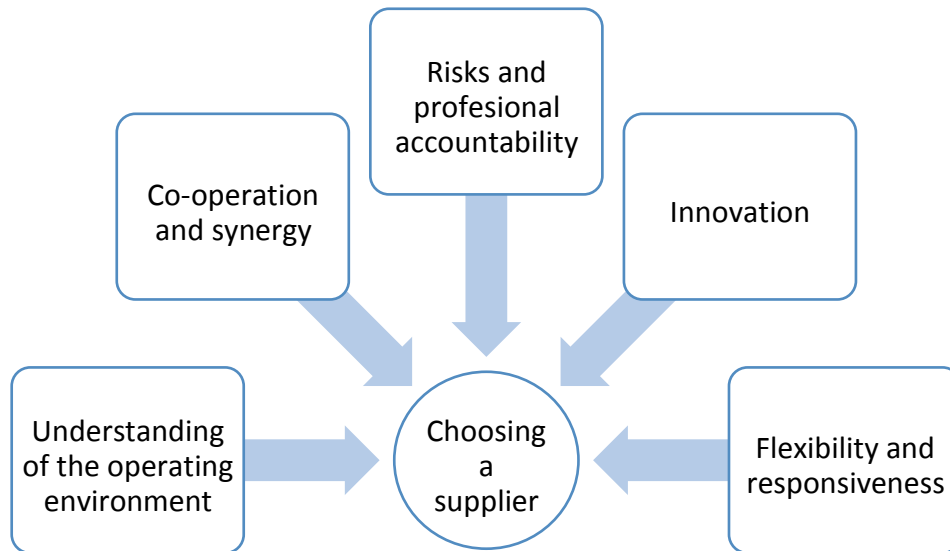 Risks and
profesional
accountability
Co-operation
and synergy
Innovation
Understanding
of the operating
environment
Choosing
a
supplier
Flexibility and
responsiveness